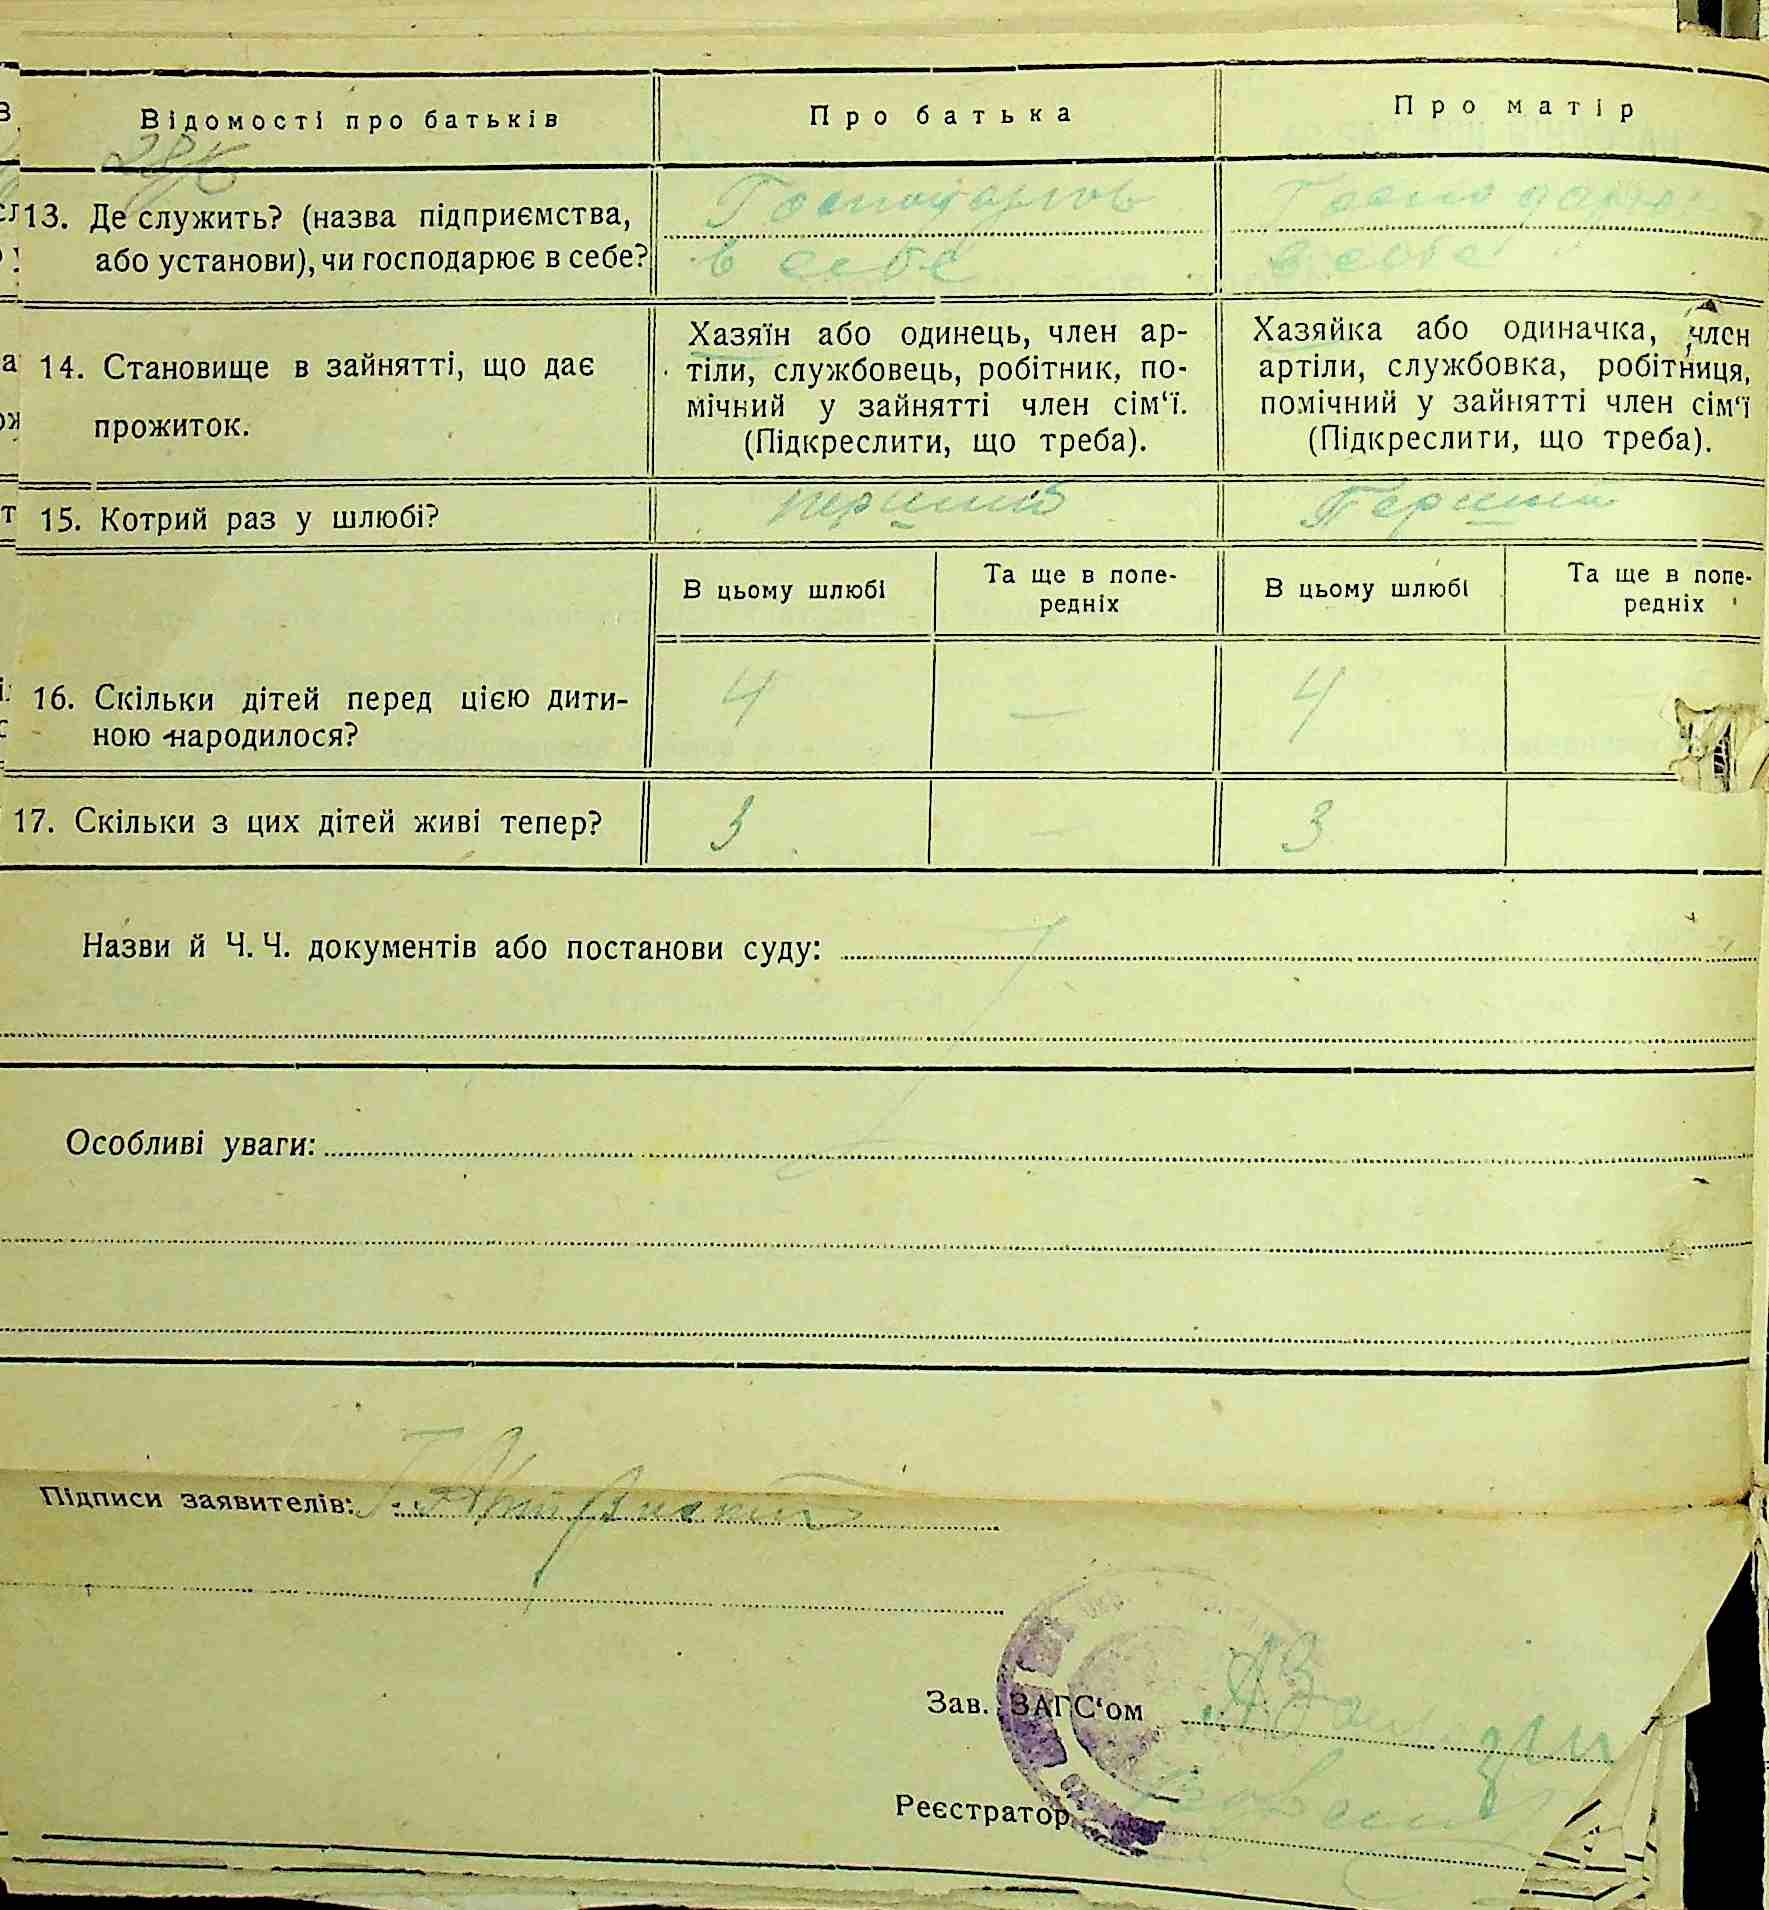 Відомості про батьків
Про батька
Про матір
13. Де служить? (назва підприємства,
або установи), чи господарює в себе?
в себе
в себе
14. Становище в зайнятті, що дає
прожиток.
Хазяїн або одинець, член ар-
тіли, службовець, робітник, по-
мічний у зайнятті член сім‘ї.
(Підкреслити, що треба).
Хазяйка або одиначка, член
артіли, службовка, робітниця,
помічний у зайнятті член сім‘ї
(Підкреслити, що треба).
15. Котрий раз у шлюбі?
перший
Перший
В цьому шлюбі
Та ще в попе-
редніх
В цьому шлюбі
Та ще в попе-
редніх
16. Скільки дітей перед цією дити-
ною народилося?
4
—
4
17. Скільки з цих дітей живі тепер?
3
—
3
Назви й Ч. Ч. документів або постанови суду:
Особливі уваги:
Підписи заявителів:
Зав. ЗАГС‘ом
Реєстратор